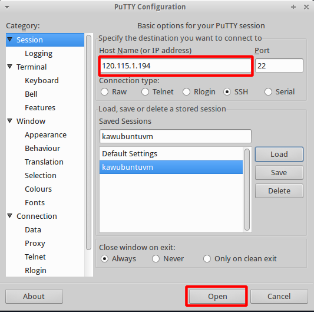 PuTTY Configuration
Category:
Session
Logging
Terminal
Keyboard
Bell
Features
Window
Appearance
Behaviour
Translation
Selection
Colours
Fonts
Connection
Data
Proxy
Telnet
Rlogin
Basic options for your PuTTY session
Specify the destination you want to connect to
Host Name (or IP address) Port
120.115.1.194 22
Connection type:
Raw Telnet Rlogin SSH Serial
Load, save or delete a stored session
Saved Sessions
kawubuntuvm
Default Settings
kawubuntuvm
Load
Save
Delete
Close window on exit:
Always Never Only on clean exit
About Open Cancel